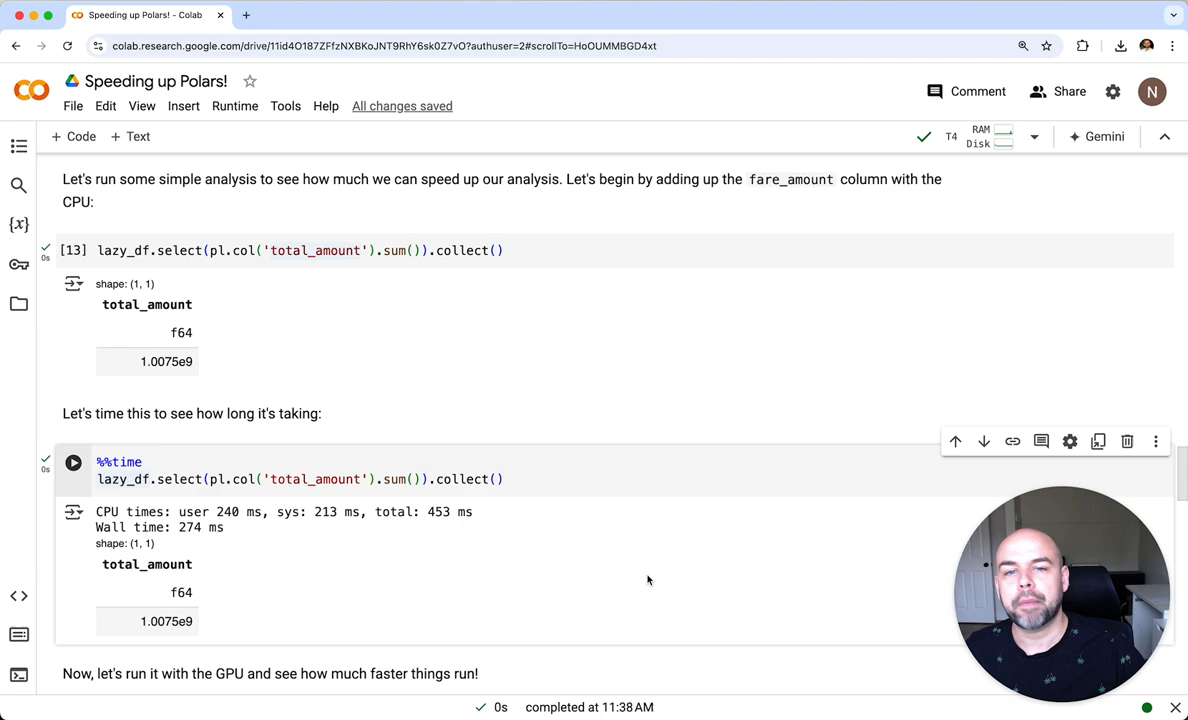 Speeding up Polars! - Colab
colab.research.google.com/drive/11id4O187ZFfzNXBKoJNT9RhY6sk0Z7vO?authuser=2#scrollTo=HoOUMMBGD4xt
Speeding up Polars!
File Edit View Insert Runtime Tools Help All changes saved
Comment Share N
+ Code + Text
T4 RAM Disk Gemini
Let's run some simple analysis to see how much we can speed up our analysis. Let's begin by adding up the fare_amount column with the
CPU:
[13] lazy_df.select(pl.col('total_amount').sum()).collect()
0s
shape: (1, 1)
total_amount
f64
1.0075e9
Let's time this to see how long it's taking:
%%time
0s
lazy_df.select(pl.col('total_amount').sum()).collect()
CPU times: user 240 ms, sys: 213 ms, total: 453 ms
Wall time: 274 ms
shape: (1, 1)
total_amount
f64
1.0075e9
Now, let's run it with the GPU and see how much faster things run!
0s completed at 11:38 AM